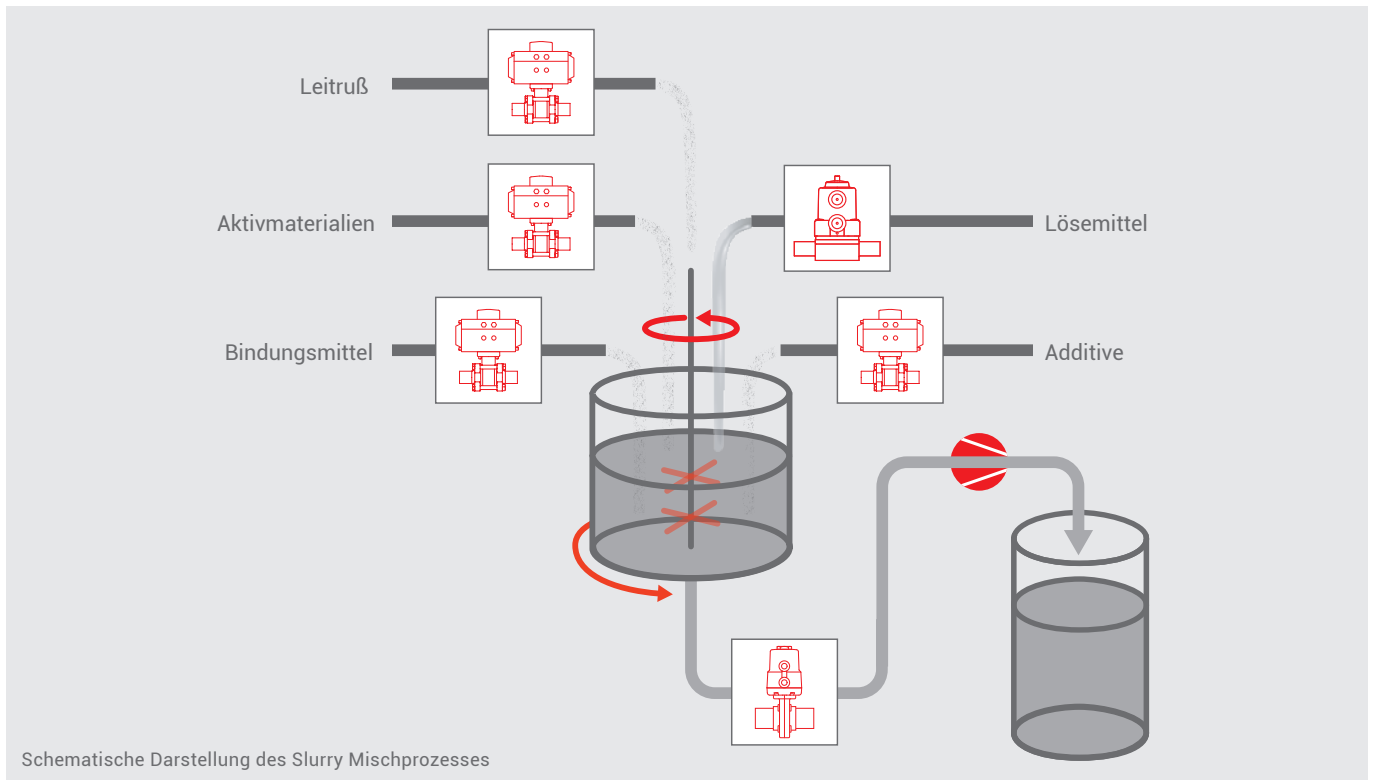 Leitruß
Aktivmaterialien
Lösemittel
Bindungsmittel
Additive
Schematische Darstellung des Slurry Mischprozesses